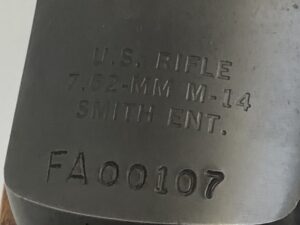 U.S. RIFLE
7.62-MM M-14
SMITH ENT.
FA00107